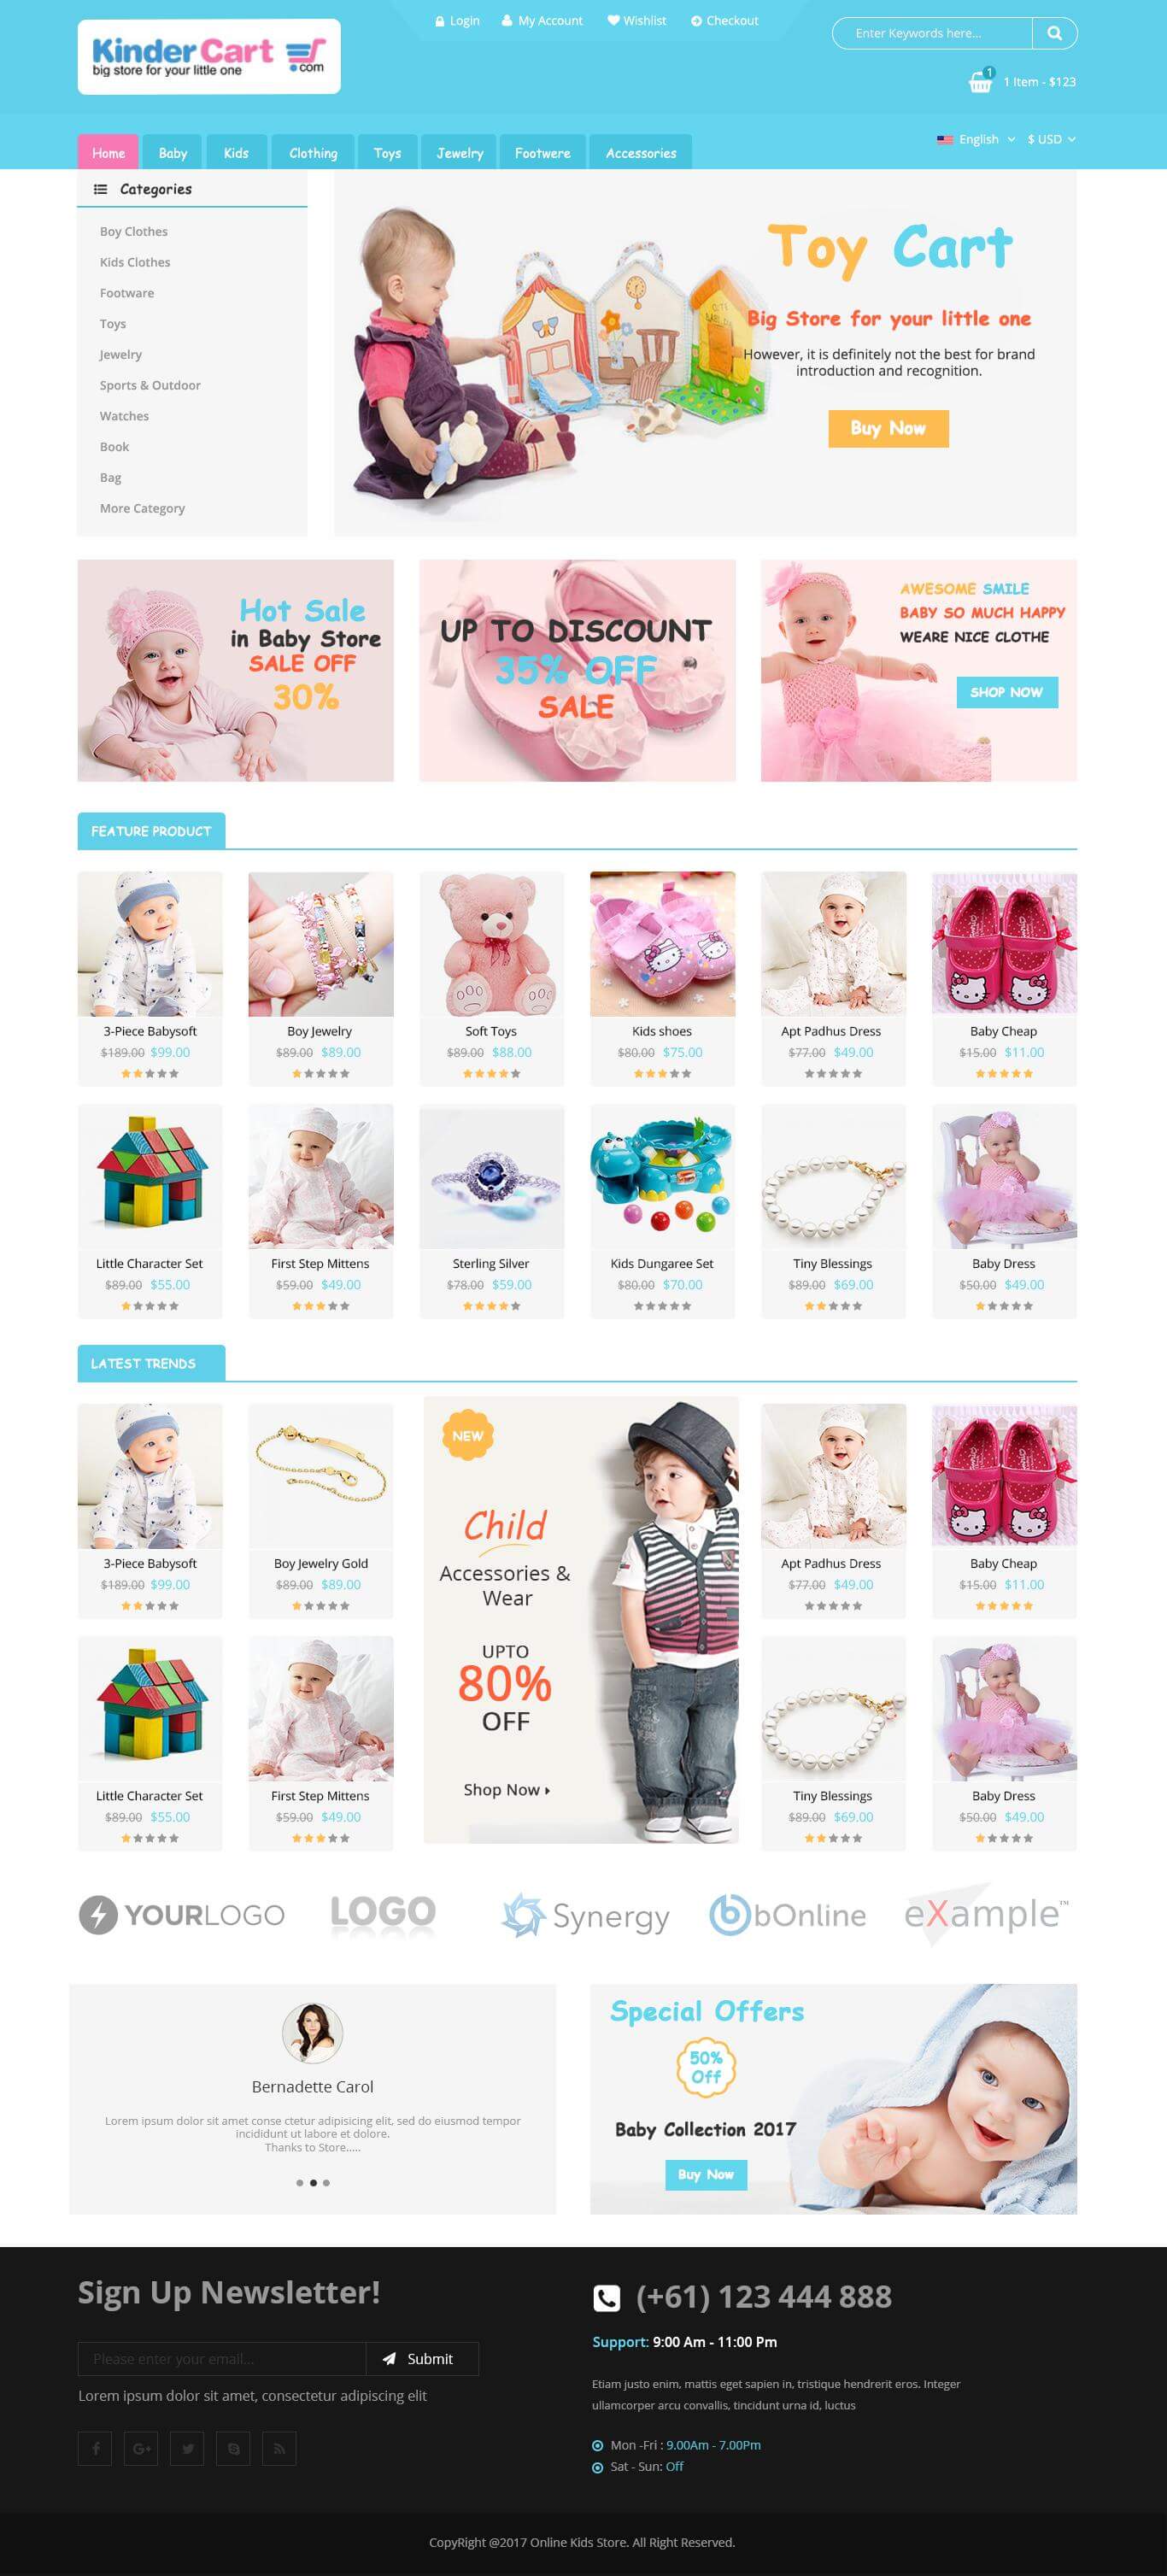 Login My Account Wishlist Checkout
KinderCart
.com
big store for your little one
Enter Keywords here...
1
1 Item - $123
Home Baby Kids Clothing Toys Jewelry Footwere Accessories
English $ USD
Categories
Boy Clothes
Kids Clothes
Footware
Toys
Jewelry
Sports & Outdoor
Watches
Book
Bag
More Category
Toy Cart
Big Store for your little one
However, it is definitely not the best for brand
introduction and recognition.
Buy Now
Hot Sale
in Baby Store
SALE OFF
30%
UP TO DISCOUNT
35% OFF
SALE
AWESOME SMILE
BABY SO MUCH HAPPY
WEARE NICE CLOTHE
SHOP NOW
FEATURE PRODUCT
3-Piece Babysoft
$189.00 $99.00
Boy Jewelry
$89.00 $89.00
Soft Toys
$89.00 $88.00
Kids shoes
$80.00 $75.00
Apt Padhus Dress
$77.00 $49.00
Baby Cheap
$15.00 $11.00
Little Character Set
$89.00 $55.00
First Step Mittens
$59.00 $49.00
Sterling Silver
$78.00 $59.00
Kids Dungaree Set
$80.00 $70.00
Tiny Blessings
$89.00 $69.00
Baby Dress
$50.00 $49.00
LATEST TRENDS
3-Piece Babysoft
$189.00 $99.00
Boy Jewelry Gold
$89.00 $89.00
NEW
Child
Accessories &
Wear
UPTO
80%
OFF
Shop Now
Apt Padhus Dress
$77.00 $49.00
Baby Cheap
$15.00 $11.00
Little Character Set
$89.00 $55.00
First Step Mittens
$59.00 $49.00
Tiny Blessings
$89.00 $69.00
Baby Dress
$50.00 $49.00
YOURLOGO
LOGO
Synergy
bOnline
eXample™
Bernadette Carol
Lorem ipsum dolor sit amet conse ctetur adipisicing elit, sed do eiusmod tempor
incididunt ut labore et dolore.
Thanks to Store.....
Special Offers
50%
Off
Baby Collection 2017
Buy Now
Sign Up Newsletter!
Please enter your email...
Submit
Lorem ipsum dolor sit amet, consectetur adipiscing elit
(+61) 123 444 888
Support: 9:00 Am - 11:00 Pm
Etiam justo enim, mattis eget sapien in, tristique hendrerit eros. Integer
ullamcorper arcu convallis, tincidunt urna id, luctus
Mon -Fri : 9.00Am - 7.00Pm
Sat - Sun: Off
CopyRight @2017 Online Kids Store. All Right Reserved.